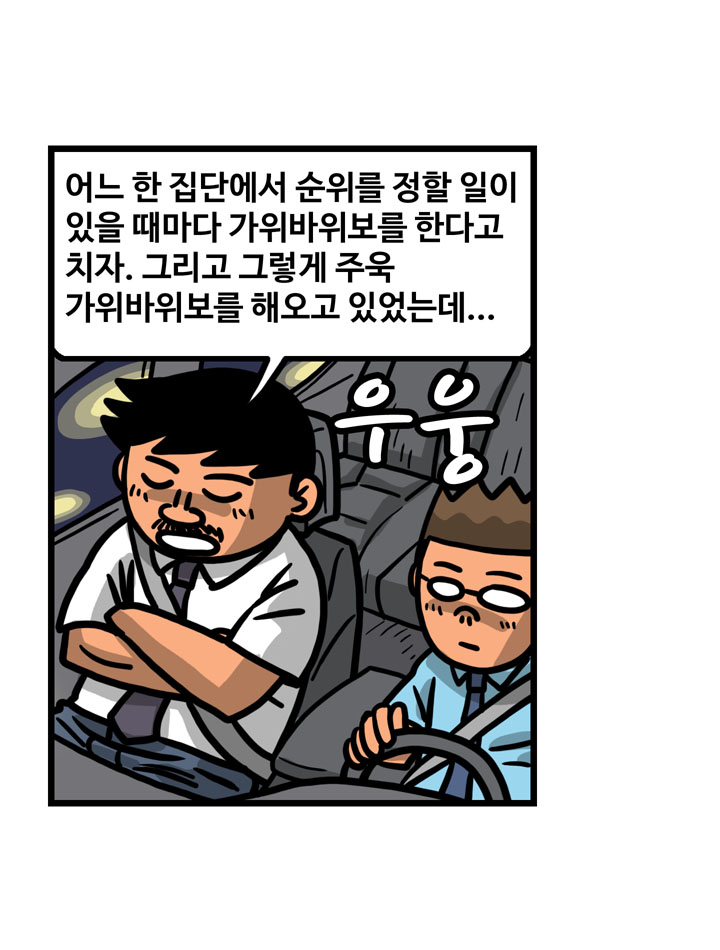 어느 한 집단에서 순위를 정할 일이
있을 때마다 가위바위보를 한다고
치자. 그리고 그렇게 주욱
가위바위보를 해오고 있었는데...
우웅